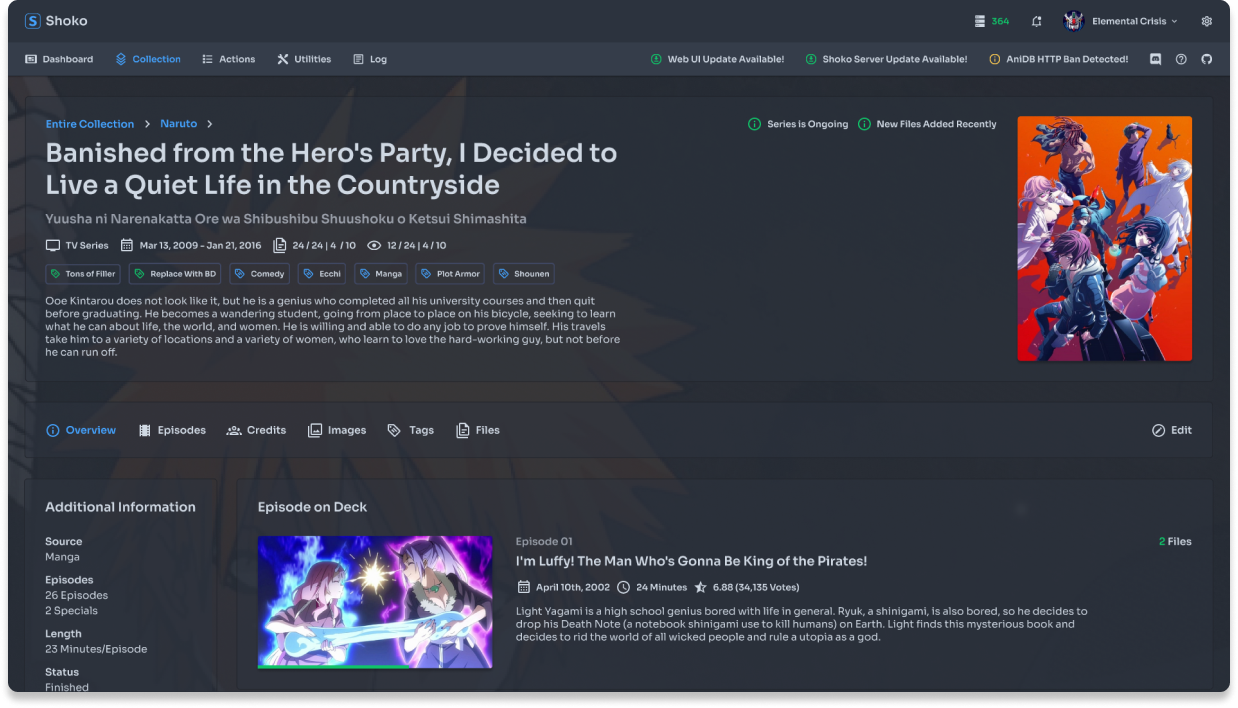 Shoko
364
Elemental Crisis
Dashboard
Collection
Actions
Utilities
Log
Web UI Update Available!
Shoko Server Update Available!
AniDB HTTP Ban Detected!
Entire Collection > Naruto >
Series is Ongoing
New Files Added Recently
Banished from the Hero's Party, I Decided to
Live a Quiet Life in the Countryside
Yuusha ni Narenakatta Ore wa Shibushibu Shuushoku o Ketsui Shimashita
TV Series
Mar 13, 2009 - Jan 21, 2016
24 / 24 | 4 / 10
12 / 24 | 4 / 10
Tons of Filler
Replace With BD
Comedy
Ecchi
Manga
Plot Armor
Shounen
Ooe Kintarou does not look like it, but he is a genius who completed all his university courses and then quit
before graduating. He becomes a wandering student, going from place to place on his bicycle, seeking to learn
what he can about life, the world, and women. He is willing and able to do any job to prove himself. His travels
take him to a variety of locations and a variety of women, who learn to love the hard-working guy, but not before
he can run off.
Overview
Episodes
Credits
Images
Tags
Files
Edit
Additional Information
Source
Manga
Episodes
26 Episodes
2 Specials
Length
23 Minutes/Episode
Status
Finished
Episode on Deck
Episode 01
2 Files
I'm Luffy! The Man Who's Gonna Be King of the Pirates!
April 10th, 2002
24 Minutes
6.88 (34,135 Votes)
Light Yagami is a high school genius bored with life in general. Ryuk, a shinigami, is also bored, so he decides to
drop his Death Note (a notebook shinigami use to kill humans) on Earth. Light finds this mysterious book and
decides to rid the world of all wicked people and rule a utopia as a god.